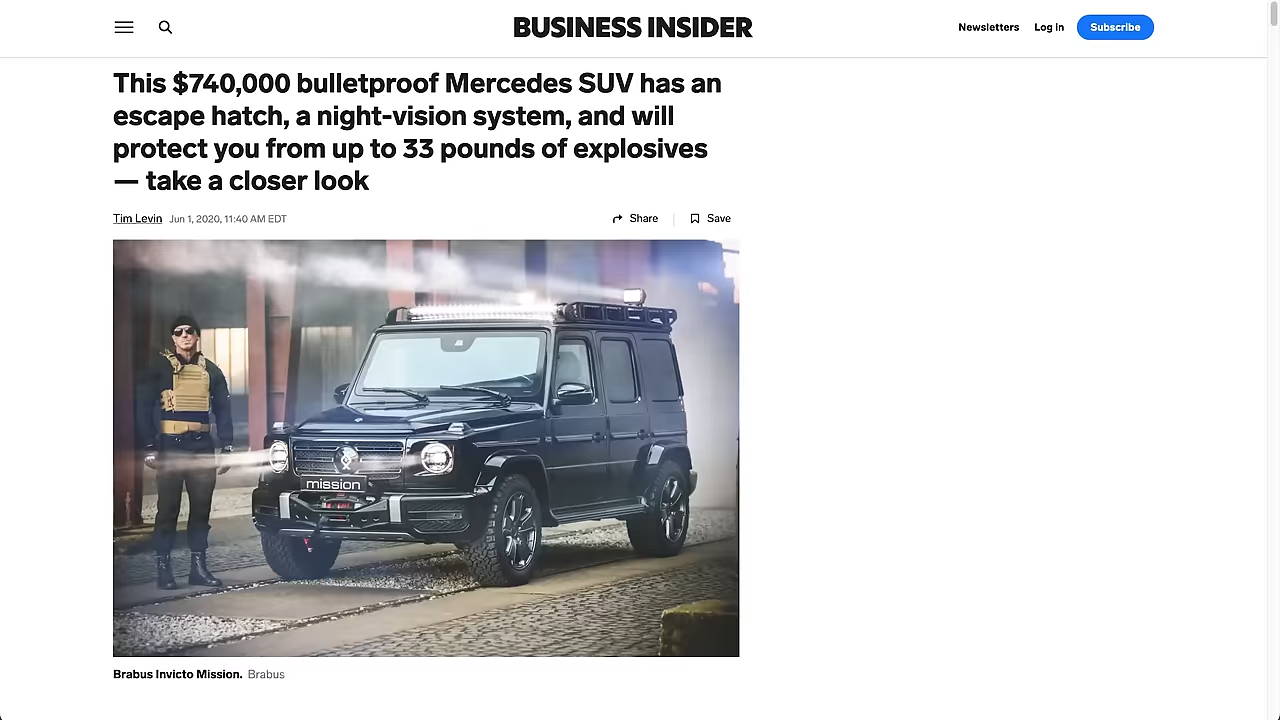 BUSINESS INSIDER
Newsletters
Log in
Subscribe
This $740,000 bulletproof Mercedes SUV has an
escape hatch, a night-vision system, and will
protect you from up to 33 pounds of explosives
— take a closer look
Tim Levin Jun 1, 2020, 11:40 AM EDT
Share
Save
mission
Brabus Invicto Mission. Brabus